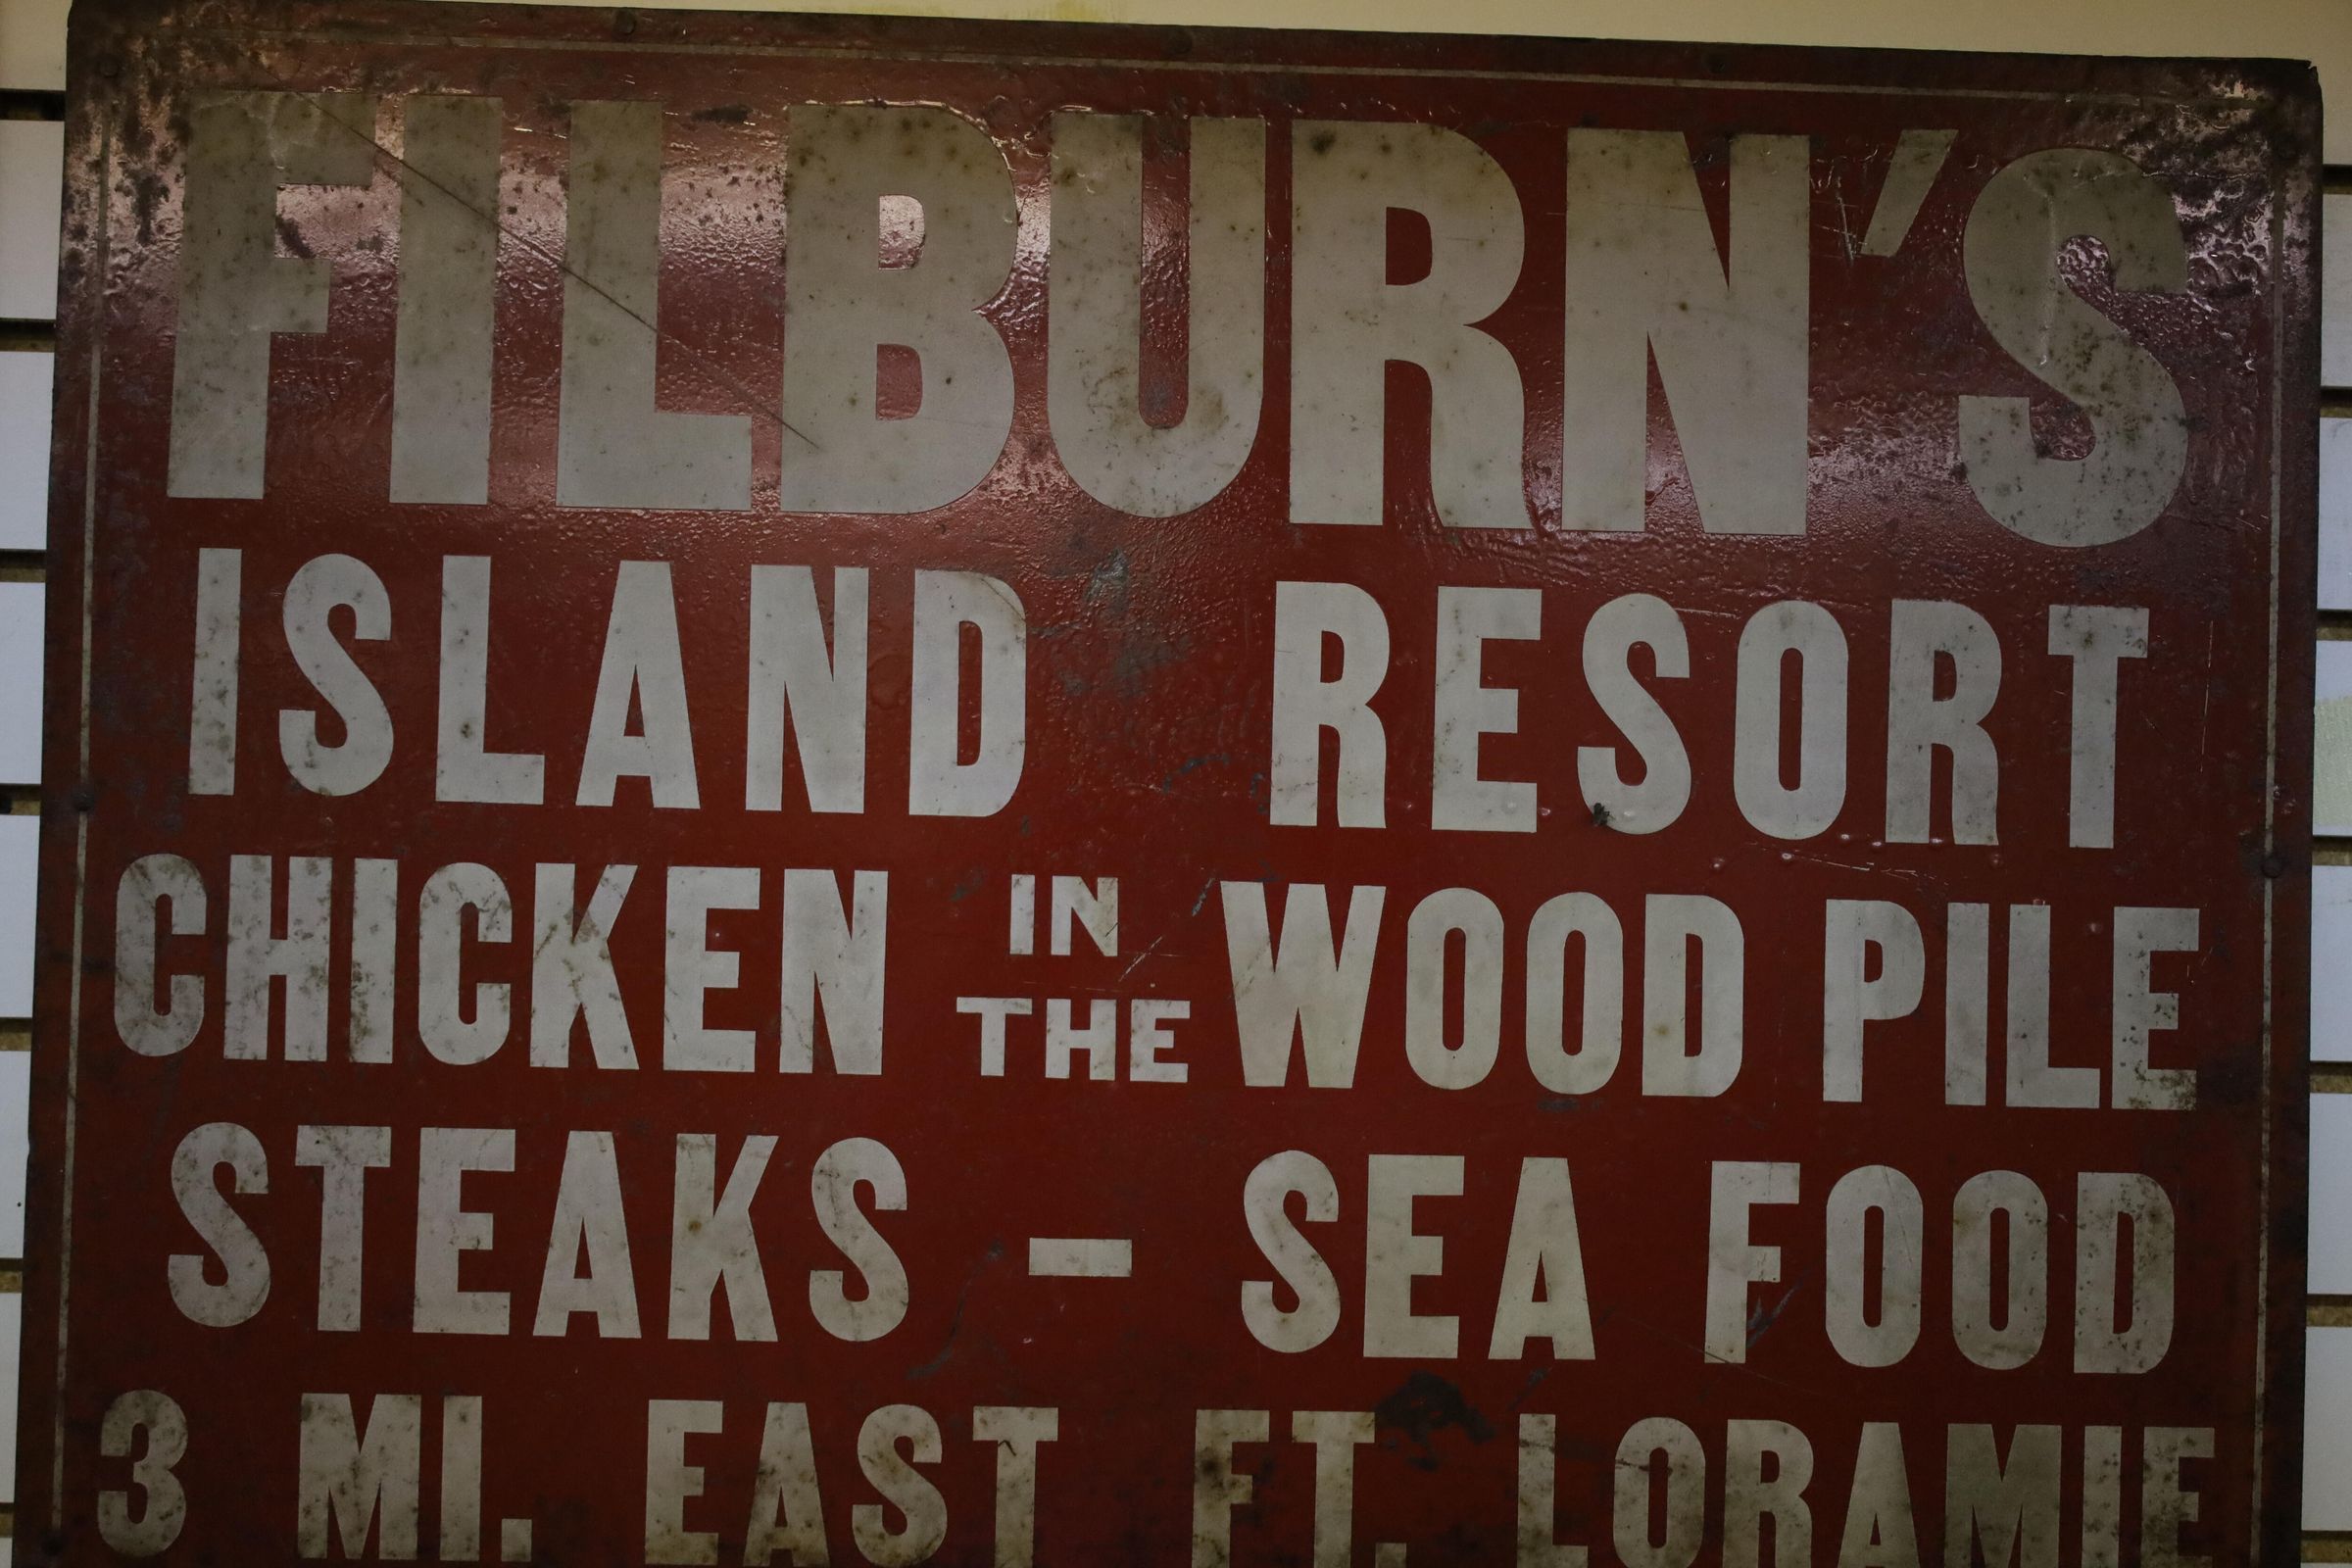 FILBURN'S
ISLAND RESORT
CHICKEN IN THE WOOD PILE
STEAKS - SEA FOOD
3 MI. EAST FT. LORAMIE